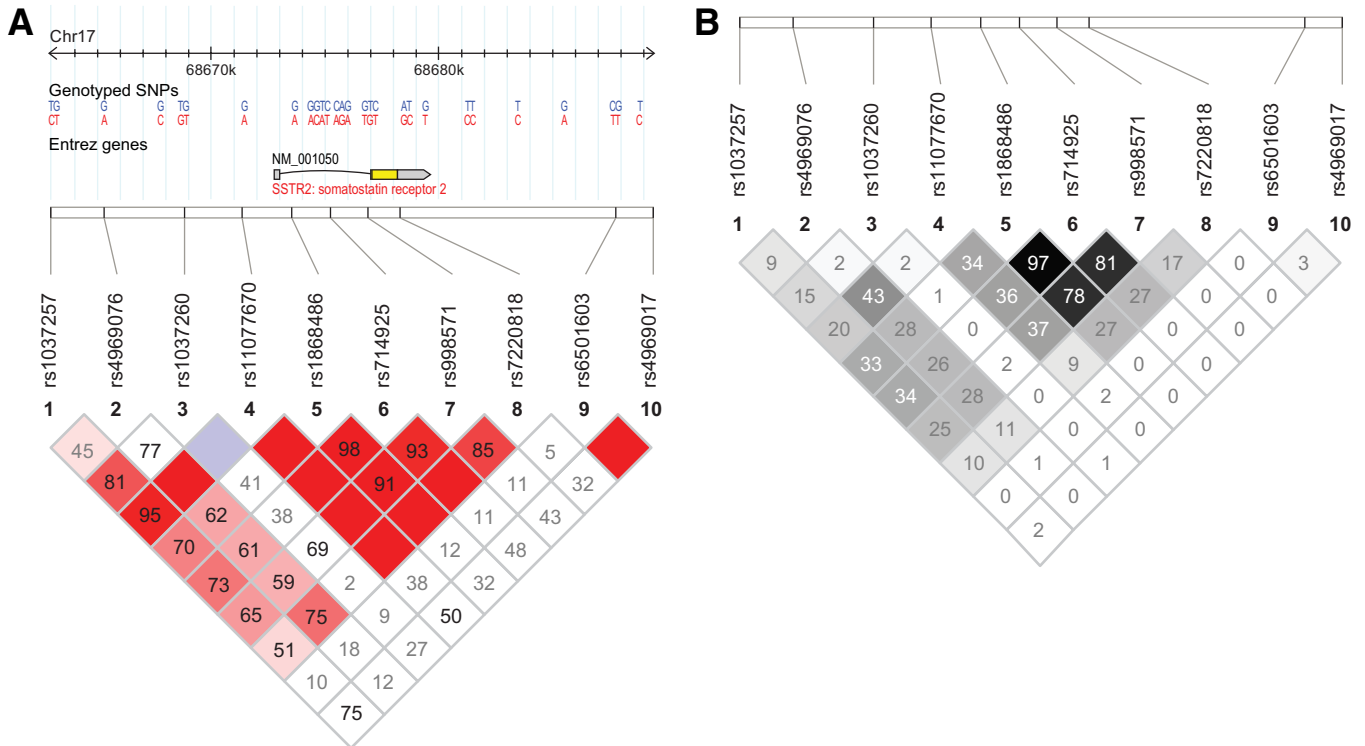 A
Chr17
68670k 68680k
Genotyped SNPs
TG G G TG G G GGTC CAG GTC AT G TT T G CG T
CT A C GT A A ACAT AGA TGT GC T CC C A TT C
Entrez genes
NM_001050
SSTR2: somatostatin receptor 2
rs1037257 rs4969076 rs1037260 rs11077670 rs1868486 rs714925 rs998571 rs7220818 rs6501603 rs4969017
1 2 3 4 5 6 7 8 9 10
45 77 98 93 85 5
81 41 91 11 32
95 62 38 11 43
70 61 69 12 48
73 59 2 38 32
65 75 9 50
51 18 27
10 12
75
B
rs1037257 rs4969076 rs1037260 rs11077670 rs1868486 rs714925 rs998571 rs7220818 rs6501603 rs4969017
1 2 3 4 5 6 7 8 9 10
9 2 2 34 97 81 17 0 3
15 43 1 36 78 27 0 0
20 28 0 37 27 0 0
33 26 2 9 0 0
34 28 0 2 0
25 11 0 0
10 1 1
0 0
2